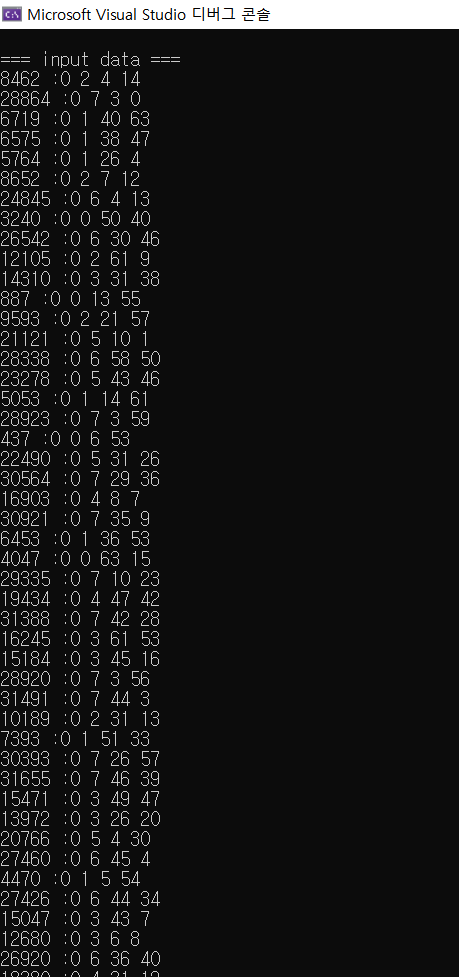 Microsoft Visual Studio 디버그 콘솔
=== input data ===
8462 :0 2 4 14
28864 :0 7 3 0
6719 :0 1 40 63
6575 :0 1 38 47
5764 :0 1 26 4
8652 :0 2 7 12
24845 :0 6 4 13
3240 :0 0 50 40
26542 :0 6 30 46
12105 :0 2 61 9
14310 :0 3 31 38
887 :0 0 13 55
9593 :0 2 21 57
21121 :0 5 10 1
28338 :0 6 58 50
23278 :0 5 43 46
5053 :0 1 14 61
28923 :0 7 3 59
437 :0 0 6 53
22490 :0 5 31 26
30564 :0 7 29 36
16903 :0 4 8 7
30921 :0 7 35 9
6453 :0 1 36 53
4047 :0 0 63 15
29335 :0 7 10 23
19434 :0 4 47 42
31388 :0 7 42 28
16245 :0 3 61 53
15184 :0 3 45 16
28920 :0 7 3 56
31491 :0 7 44 3
10189 :0 2 31 13
7393 :0 1 51 33
30393 :0 7 26 57
31655 :0 7 46 39
15471 :0 3 49 47
13972 :0 3 26 20
20766 :0 5 4 30
27460 :0 6 45 4
4470 :0 1 5 54
27426 :0 6 44 34
15047 :0 3 43 7
12680 :0 3 6 8
26920 :0 6 36 40